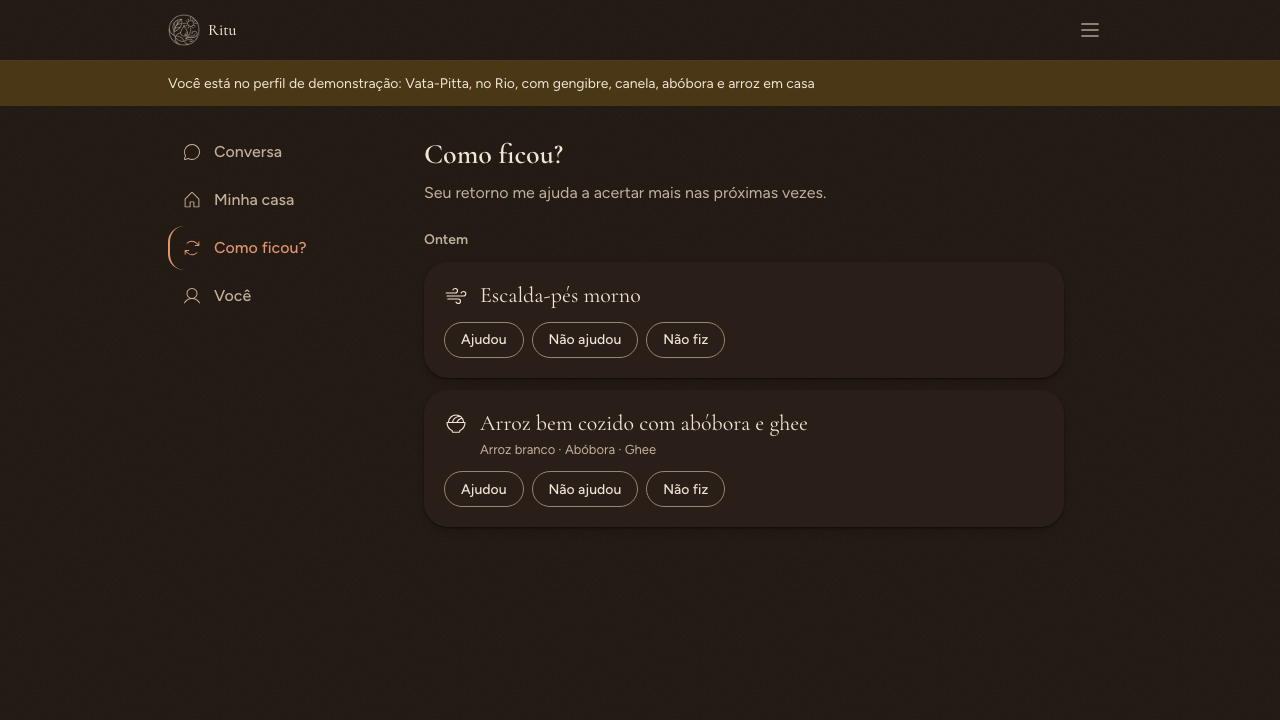 Ritu
Você está no perfil de demonstração: Vata-Pitta, no Rio, com gengibre, canela, abóbora e arroz em casa
Conversa
Minha casa
Como ficou?
Você
Como ficou?
Seu retorno me ajuda a acertar mais nas próximas vezes.
Ontem
Escalda-pés morno
Ajudou
Não ajudou
Não fiz
Arroz bem cozido com abóbora e ghee
Arroz branco · Abóbora · Ghee
Ajudou
Não ajudou
Não fiz